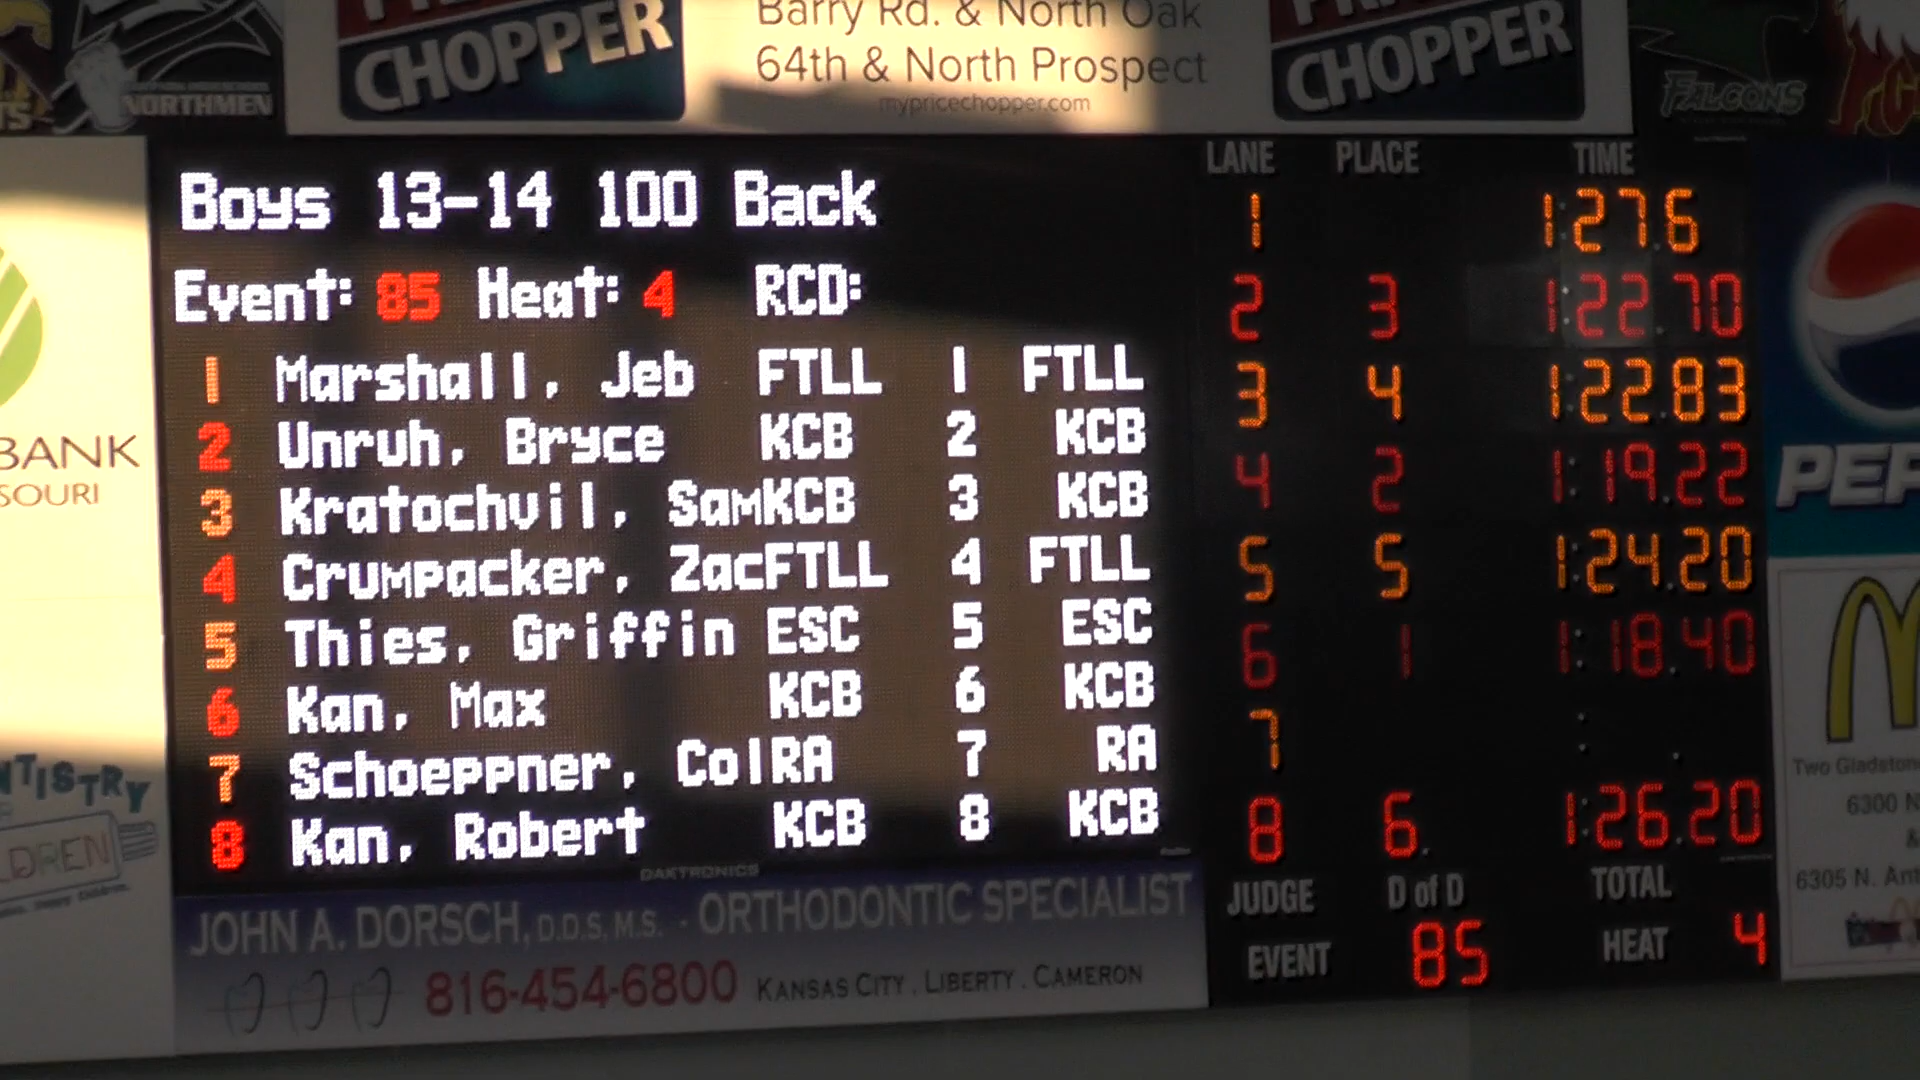 CHOPPER
Barry Rd. & North Oak
64th & North Prospect
mypricechopper.com
CHOPPER
NORTHMEN
FALCONS
Boys 13-14 100 Back
Event: 85 Heat: 4 RCD:
1 Marshall, Jeb FTLL 1 FTLL
2 Unruh, Bryce KCB 2 KCB
3 Kratochvil, SamKCB 3 KCB
4 Crumpacker, ZacFTLL 4 FTLL
5 Thies, Griffin ESC 5 ESC
6 Kan, Max KCB 6 KCB
7 Schoeppner, ColRA 7 RA
8 Kan, Robert KCB 8 KCB
DAKTRONICS
LANE PLACE TIME
1 1:27.6
2 3 1:22.70
3 4 1:22.83
4 2 1:19.22
5 5 1:24.20
6 1 1:18.40
7 : .
8 6. 1:26.20
JUDGE D of D TOTAL
EVENT 85 HEAT 4
JOHN A. DORSCH, D.D.S, M.S. · ORTHODONTIC SPECIALIST
816-454-6800 KANSAS CITY . LIBERTY . CAMERON
BANK
SOURI
NTISTRY
LDREN
PEP
Two Gladstone
6300 N
&
6305 N. Ant